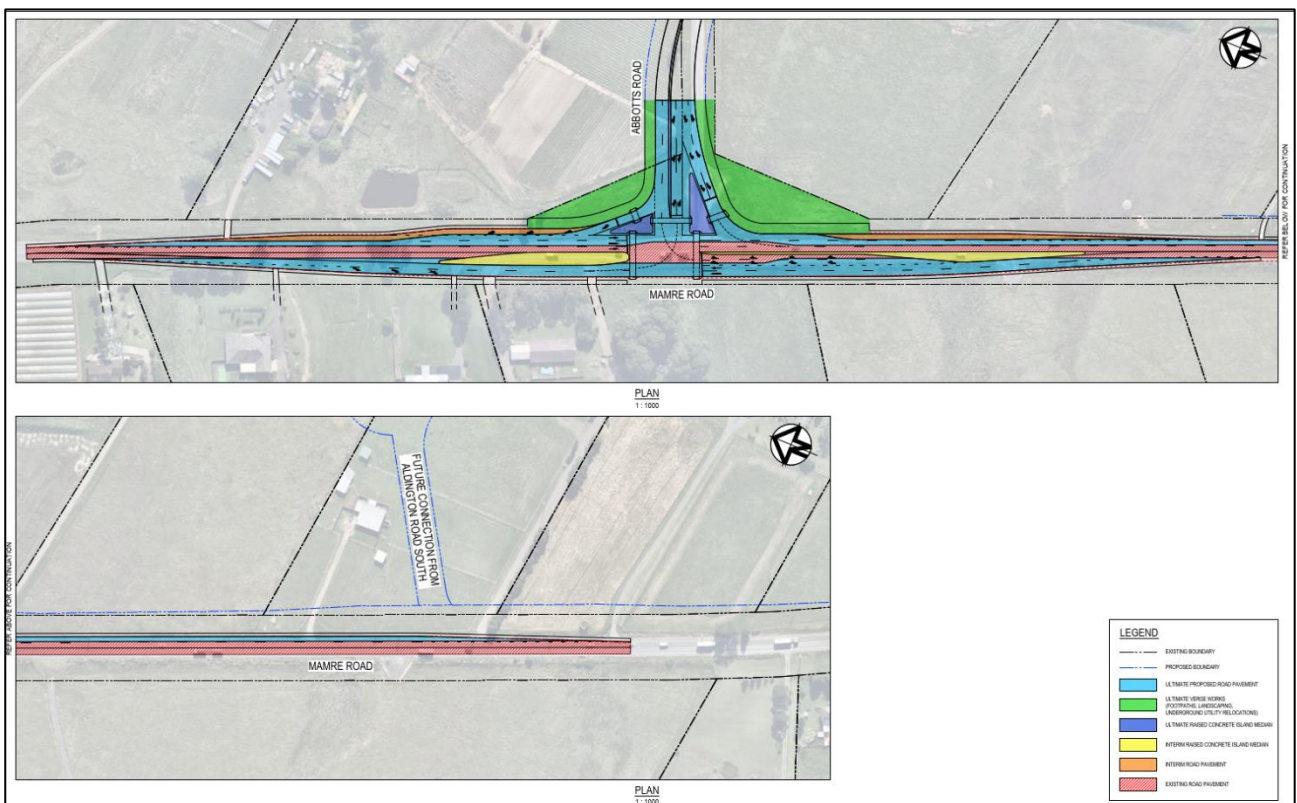 ABBOTTS ROAD
N
REFER BELOW FOR CONTINUATION
MAMRE ROAD
PLAN
1 : 1000
REFER ABOVE FOR CONTINUATION
FUTURE CONNECTION FROM
ALDINGTON ROAD SOUTH
N
MAMRE ROAD
PLAN
1 : 1000
LEGEND
EXISTING BOUNDARY
PROPOSED BOUNDARY
ULTIMATE PROPOSED ROAD PAVEMENT
ULTIMATE VERGE WORKS
(FOOTPATHS, LANDSCAPING,
UNDERGROUND UTILITY RELOCATIONS)
ULTIMATE RAISED CONCRETE ISLAND MEDIAN
INTERIM RAISED CONCRETE ISLAND MEDIAN
INTERIM ROAD PAVEMENT
EXISTING ROAD PAVEMENT